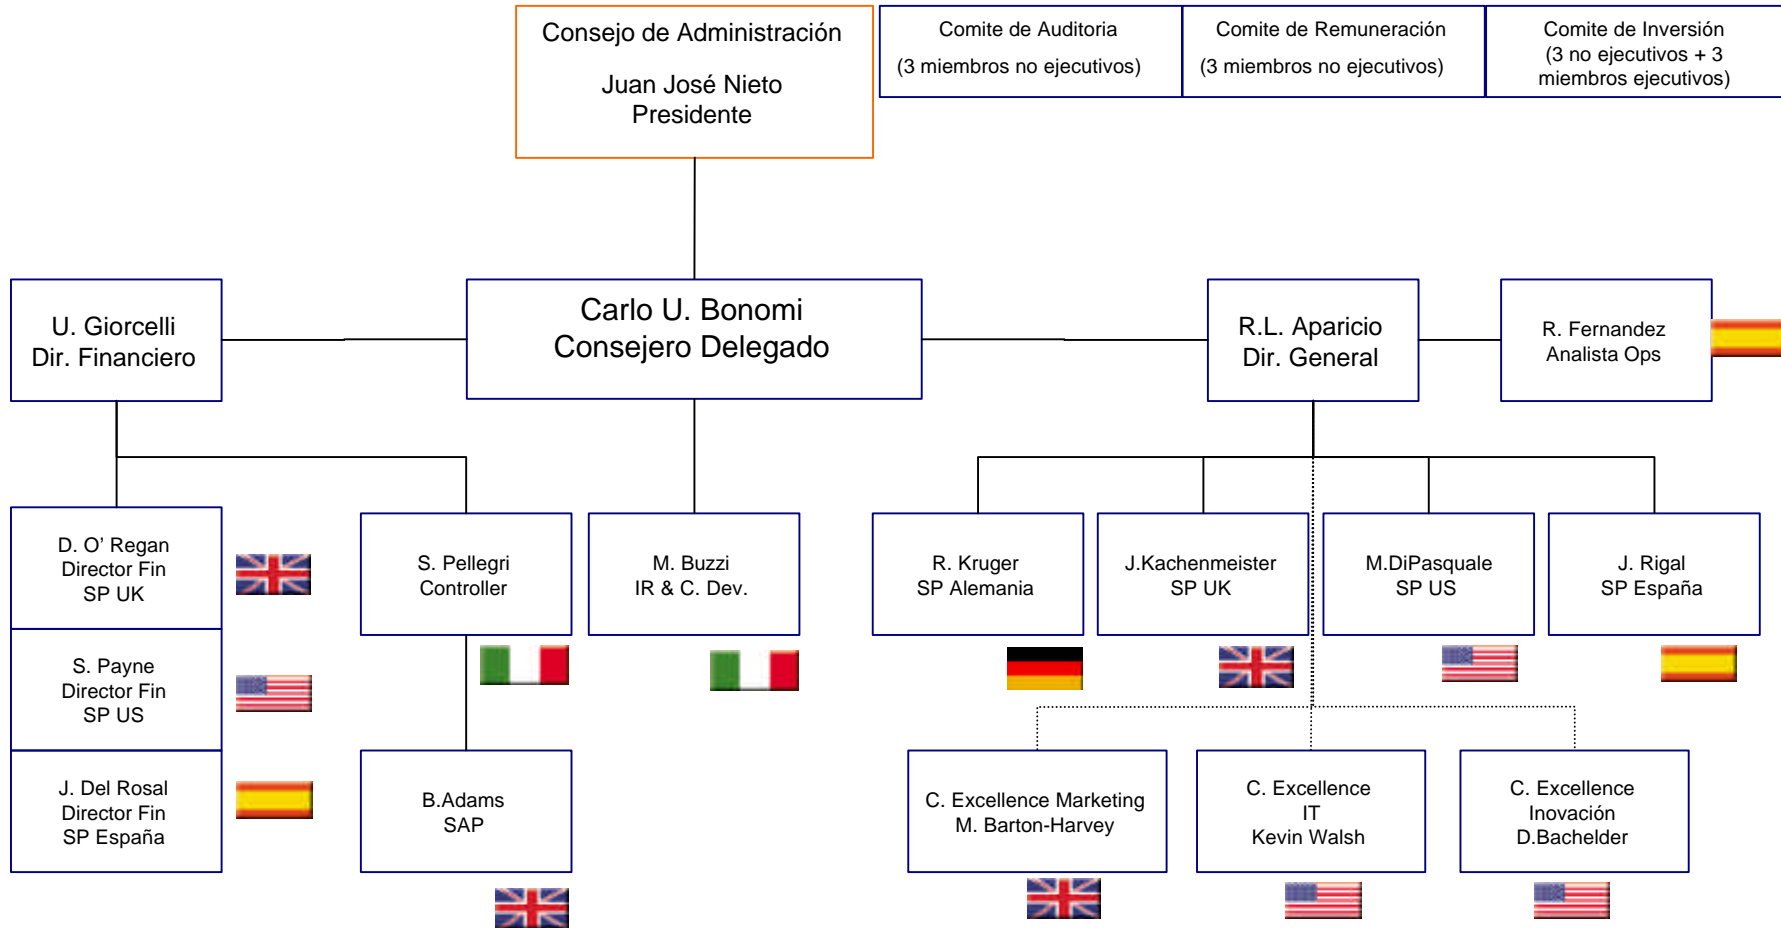 Consejo de Administración
Juan José Nieto
Presidente
Comite de Auditoria
(3 miembros no ejecutivos)
Comite de Remuneración
(3 miembros no ejecutivos)
Comite de Inversión
(3 no ejecutivos + 3
miembros ejecutivos)
U. Giorcelli
Dir. Financiero
Carlo U. Bonomi
Consejero Delegado
R.L. Aparicio
Dir. General
R. Fernandez
Analista Ops
D. O' Regan
Director Fin
SP UK
S. Pellegri
Controller
M. Buzzi
IR & C. Dev.
R. Kruger
SP Alemania
J.Kachenmeister
SP UK
M.DiPasquale
SP US
J. Rigal
SP España
S. Payne
Director Fin
SP US
J. Del Rosal
Director Fin
SP España
B.Adams
SAP
C. Excellence Marketing
M. Barton-Harvey
C. Excellence
IT
Kevin Walsh
C. Excellence
Inovación
D.Bachelder